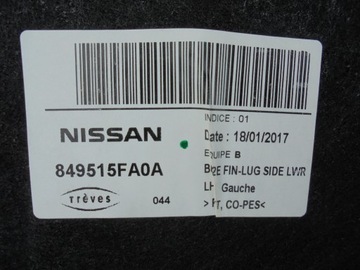 INDICE : 01
NISSAN
Date : 18/01/2017
EQUIPE B
849515FA0A
FIN-LUG SIDE LWR
LH Gauche
Trèves
044
CO-PES<